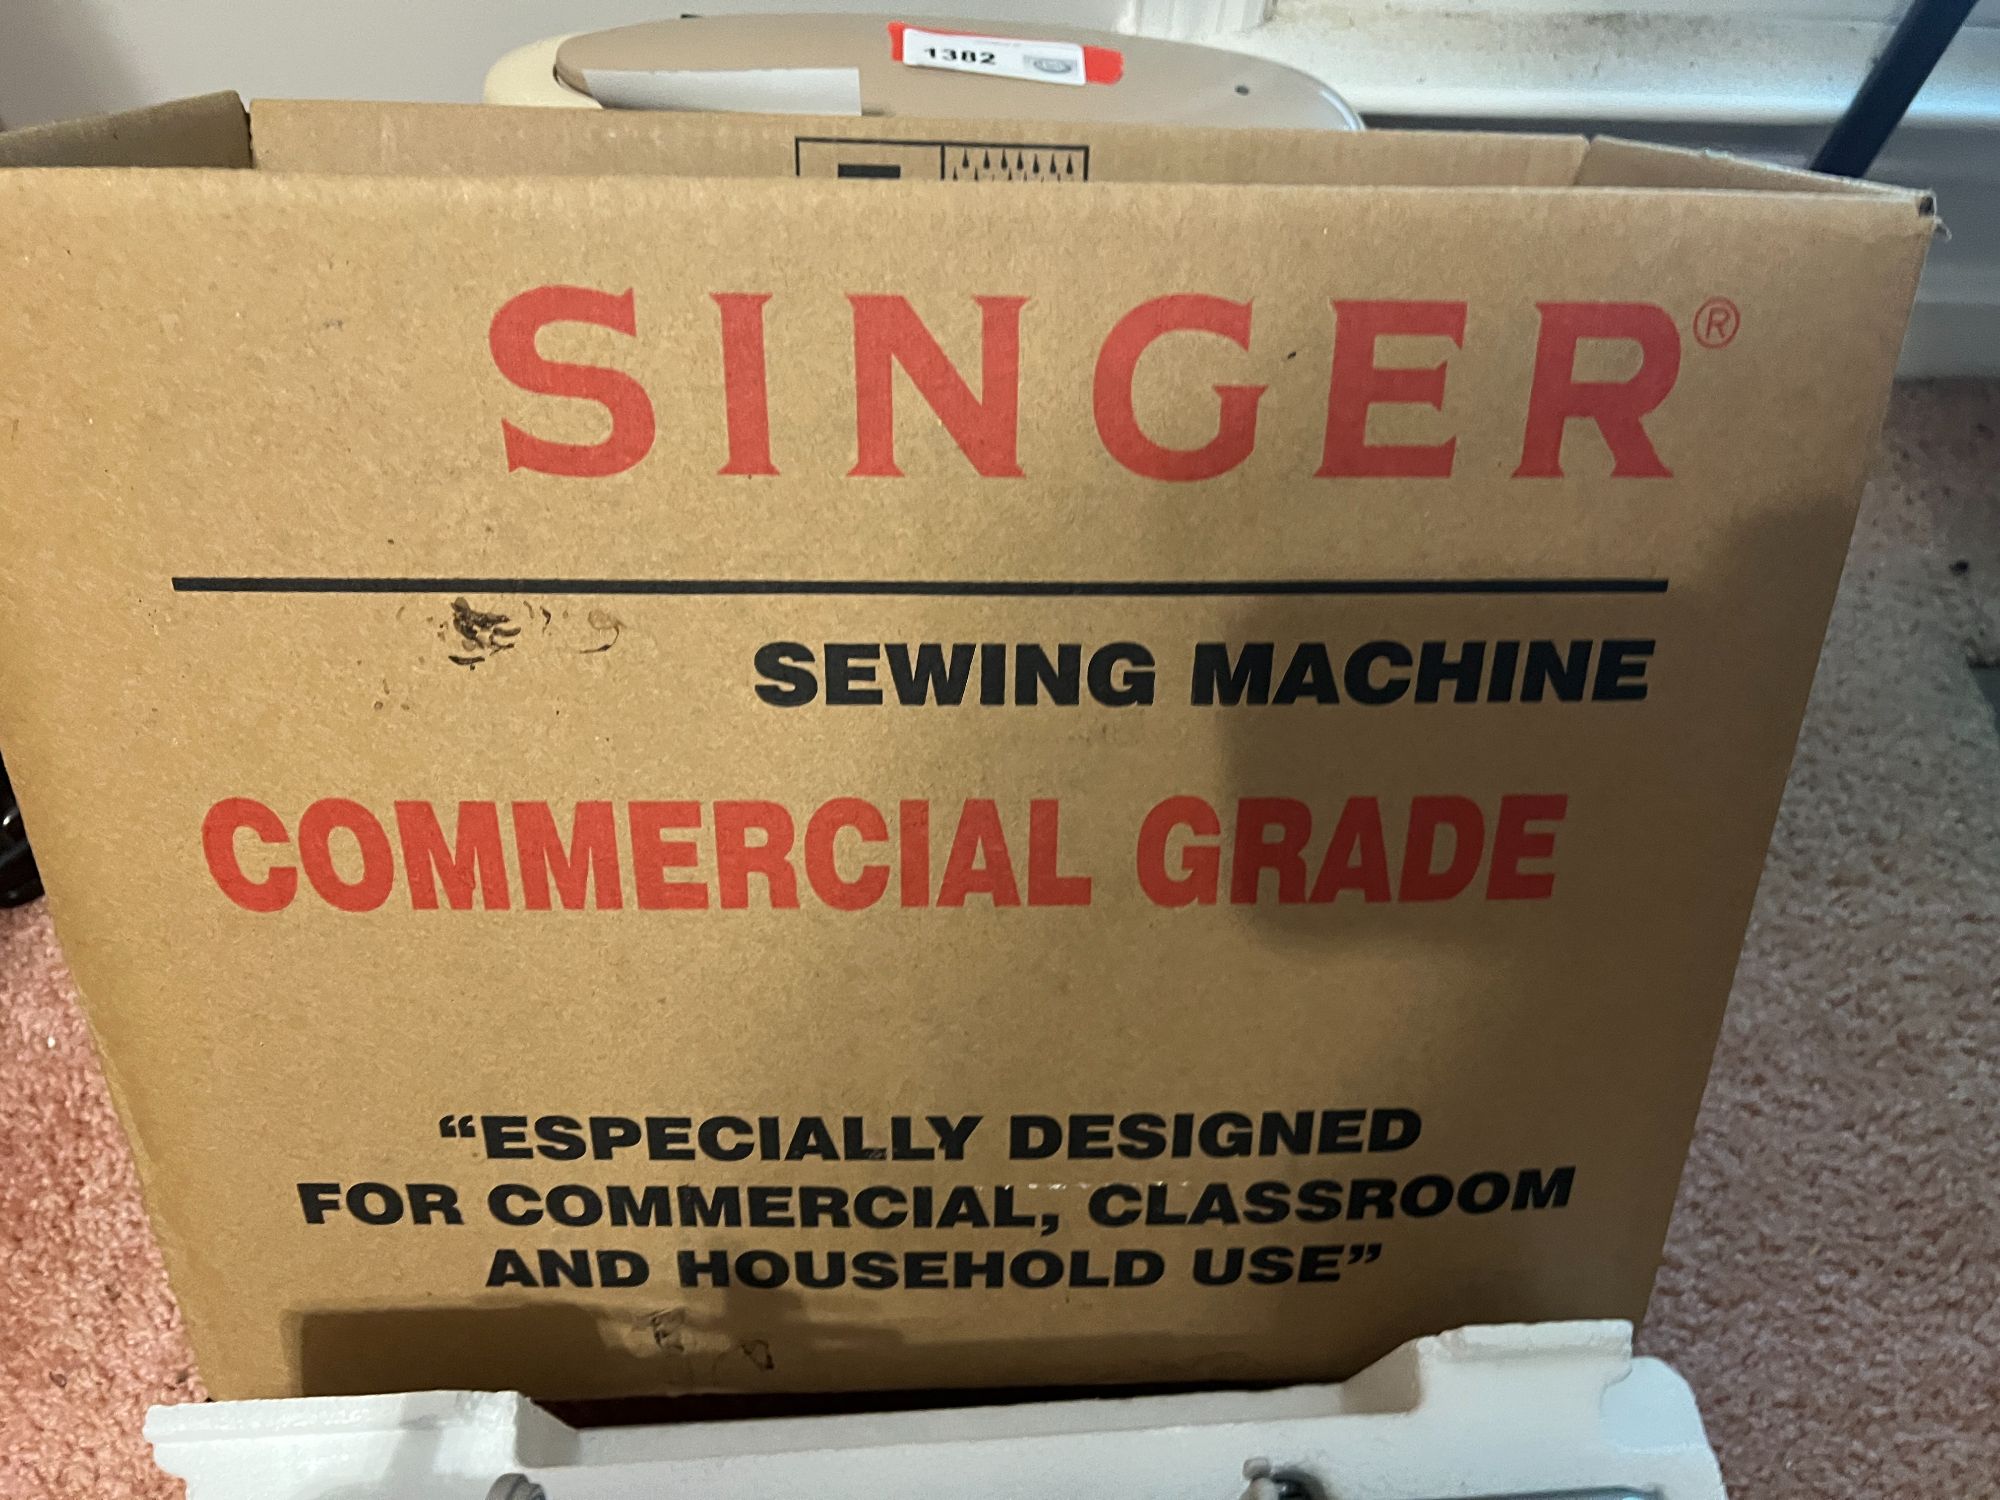 1382
SINGER®
SEWING MACHINE
COMMERCIAL GRADE
“ESPECIALLY DESIGNED
FOR COMMERCIAL, CLASSROOM
AND HOUSEHOLD USE”